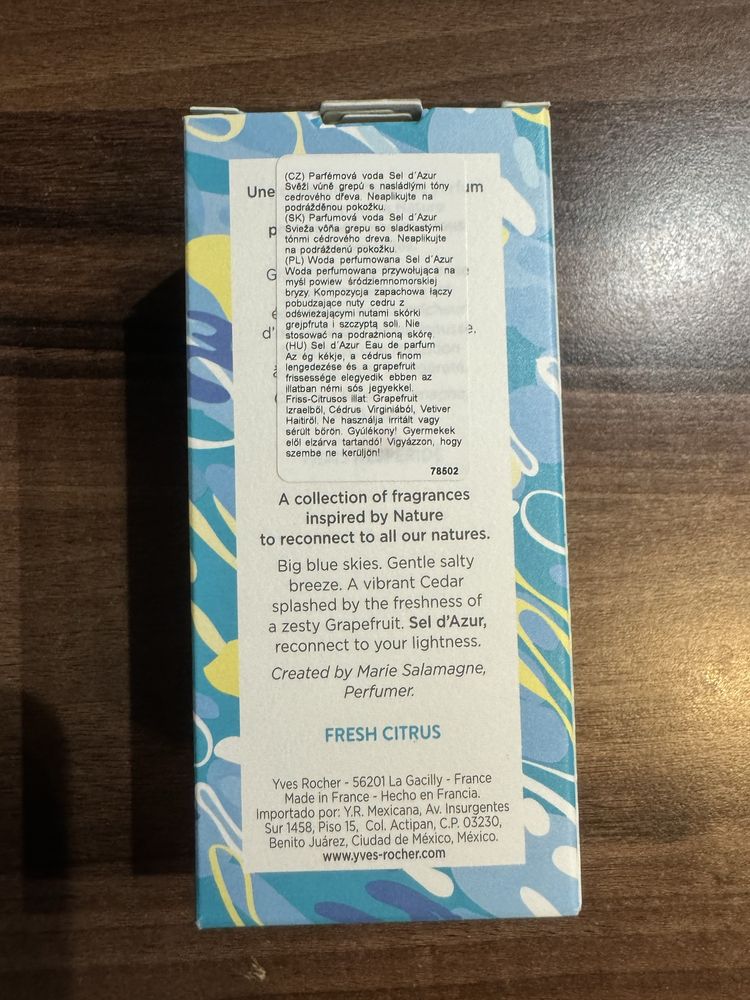 Une
um
(CZ) Parfémová voda Sel d´Azur
Svěží vůně grepů s nasládlými tóny
cedrového dřeva. Neaplikujte na
podrážděnou pokožku.
(SK) Parfumová voda Sel d´Azur
Svieža vôňa grepu so sladkastými
tónmi cédrového dreva. Neaplikujte
na podráždenú pokožku.
(PL) Woda perfumowana Sel d´Azur
Woda perfumowana przywołująca na
myśl powiew śródziemnomorskiej
bryzy. Kompozycja zapachowa łączy
pobudzające nuty cedru z
odświeżającymi nutami skórki
grejpfruta i szczyptą soli. Nie
stosować na podrażnioną skórę.
(HU) Sel d´Azur Eau de parfum
Az ég kékje, a cédrus finom
lengedezése és a grapefruit
frissessége elegyedik ebben az
illatban némi sós jegyekkel.
Friss-Citrusos illat: Grapefruit
Izraelből, Cédrus Virginiából, Vetiver
Haitiről. Ne használja irritált vagy
sérült bőrön. Gyúlékony! Gyermekek
elől elzárva tartandó! Vigyázzon, hogy
szembe ne kerüljön!
78502
A collection of fragrances
inspired by Nature
to reconnect to all our natures.
Big blue skies. Gentle salty
breeze. A vibrant Cedar
splashed by the freshness of
a zesty Grapefruit. Sel d'Azur,
reconnect to your lightness.
Created by Marie Salamagne,
Perfumer.
FRESH CITRUS
Yves Rocher - 56201 La Gacilly - France
Made in France - Hecho en Francia.
Importado por: Y.R. Mexicana, Av. Insurgentes
Sur 1458, Piso 15, Col. Actipan, C.P. 03230,
Benito Juárez, Ciudad de México, México.
www.yves-rocher.com